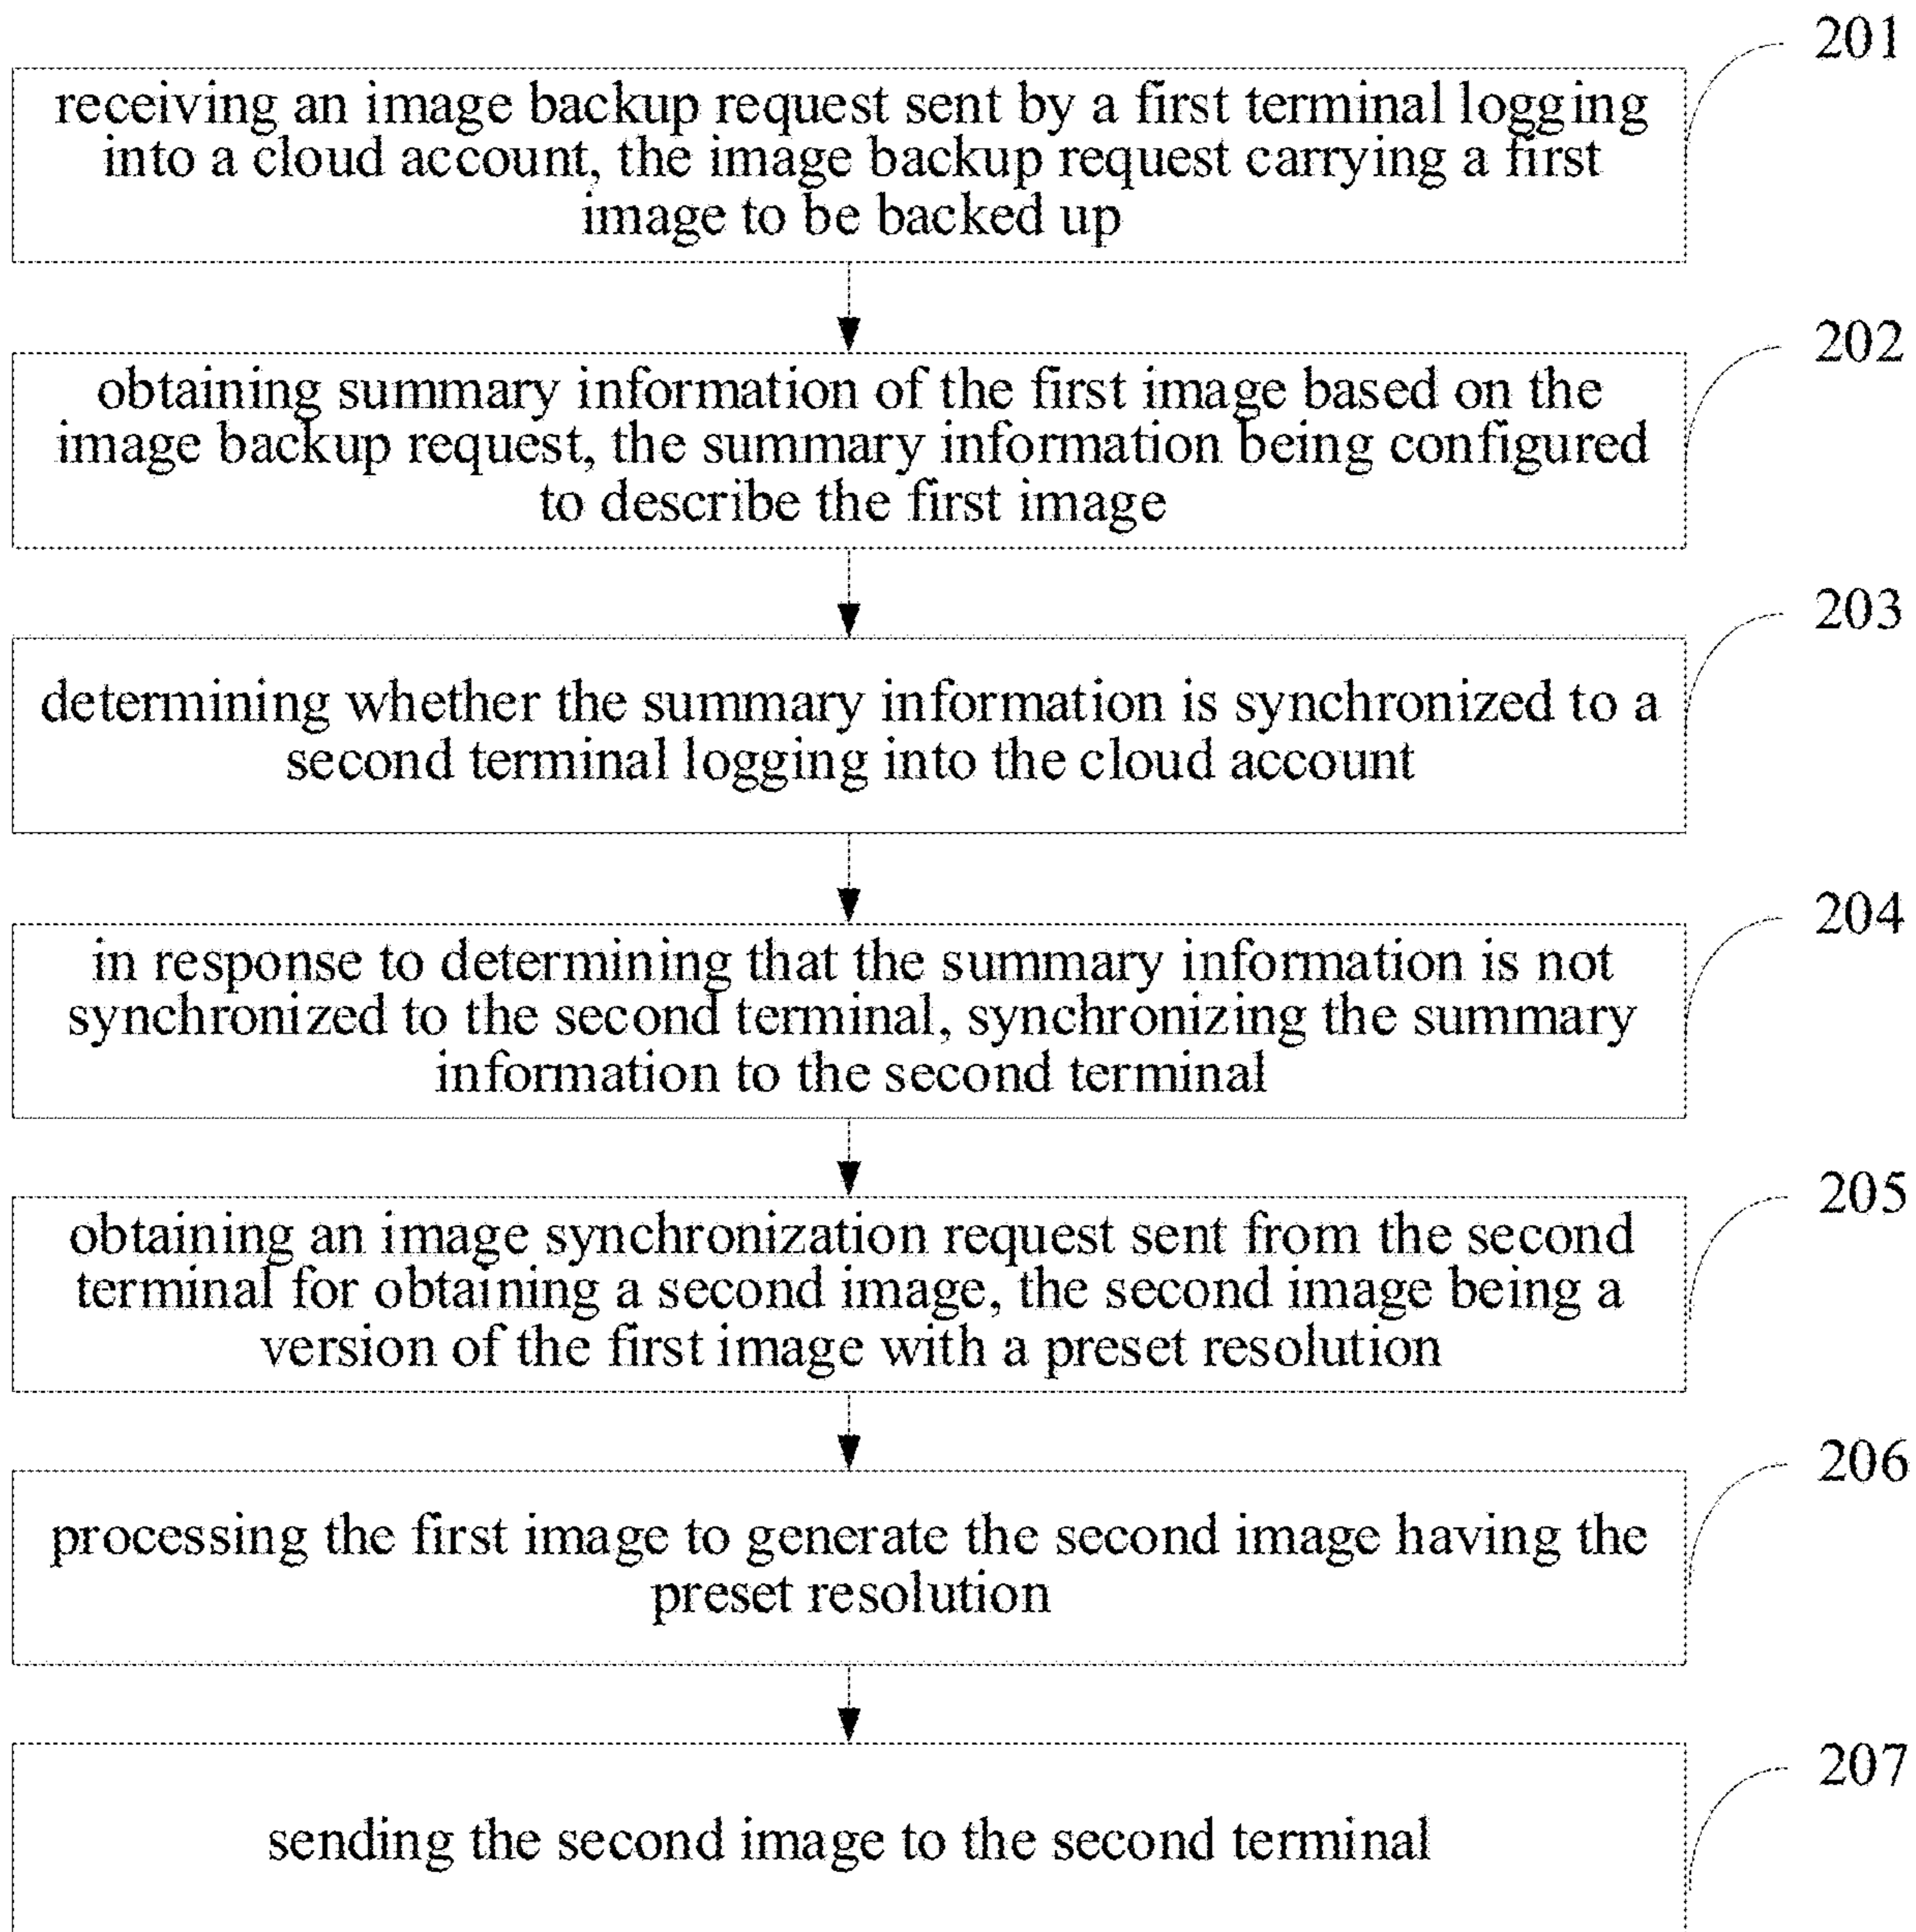 201
receiving an image backup request sent by a first terminal logging
into a cloud account, the image backup request carrying a first
image to be backed up
202
obtaining summary information of the first image based on the
image backup request, the summary information being configured
to describe the first image
203
determining whether the summary information is synchronized to a
second terminal logging into the cloud account
204
in response to determining that the summary information is not
synchronized to the second terminal, synchronizing the summary
information to the second terminal
205
obtaining an image synchronization request sent from the second
terminal for obtaining a second image, the second image being a
version of the first image with a preset resolution
206
processing the first image to generate the second image having the
preset resolution
207
sending the second image to the second terminal